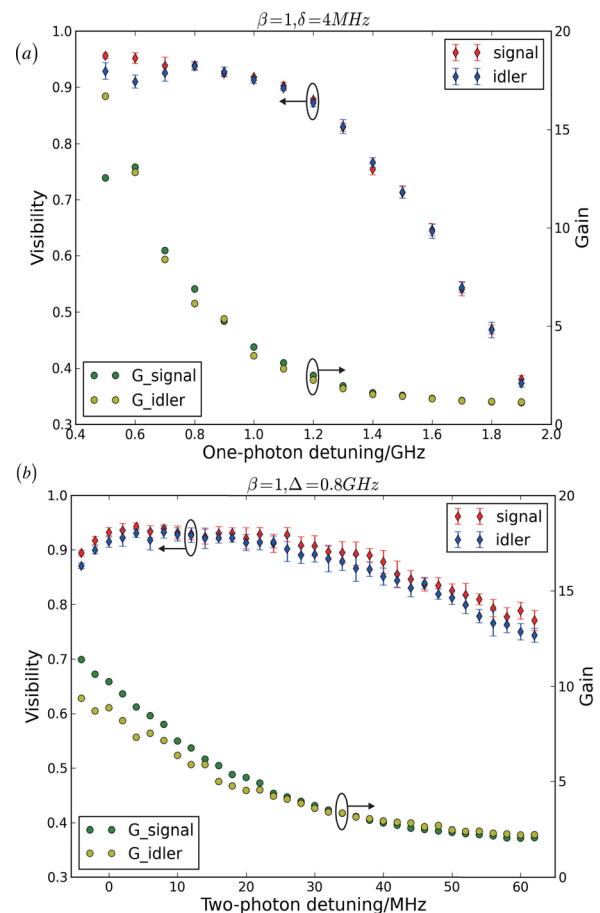 β=1,δ=4MHz
(a)
1.0
0.9
0.8
0.7
0.6
0.5
0.4
0.3
Visibility
signal
idler
20
15
10
5
0
Gain
G_signal
G_idler
0.4 0.6 0.8 1.0 1.2 1.4 1.6 1.8 2.0
One-photon detuning/GHz
(b)
β=1,Δ=0.8GHz
1.0
0.9
0.8
0.7
0.6
0.5
0.4
0.3
Visibility
signal
idler
20
15
10
5
0
Gain
G_signal
G_idler
0 10 20 30 40 50 60
Two-photon detuning/MHz